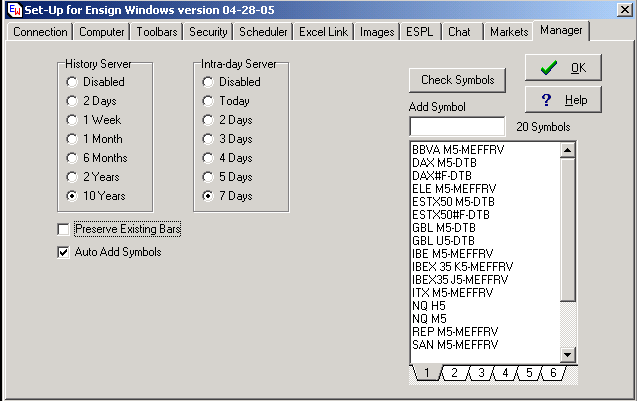 Set-Up for Ensign Windows version 04-28-05
Connection Computer Toolbars Security Scheduler Excel Link Images ESPL Chat Markets Manager
History Server
Disabled
2 Days
1 Week
1 Month
6 Months
2 Years
10 Years
Intra-day Server
Disabled
Today
2 Days
3 Days
4 Days
5 Days
7 Days
Preserve Existing Bars
Auto Add Symbols
Check Symbols
OK
Help
Add Symbol
20 Symbols
BBVA M5-MEFFRV
DAX M5-DTB
DAX#F-DTB
ELE M5-MEFFRV
ESTX50 M5-DTB
ESTX50#F-DTB
GBL M5-DTB
GBL U5-DTB
IBE M5-MEFFRV
IBEX 35 K5-MEFFRV
IBEX35 J5-MEFFRV
ITX M5-MEFFRV
NQ H5
NQ M5
REP M5-MEFFRV
SAN M5-MEFFRV
1 2 3 4 5 6